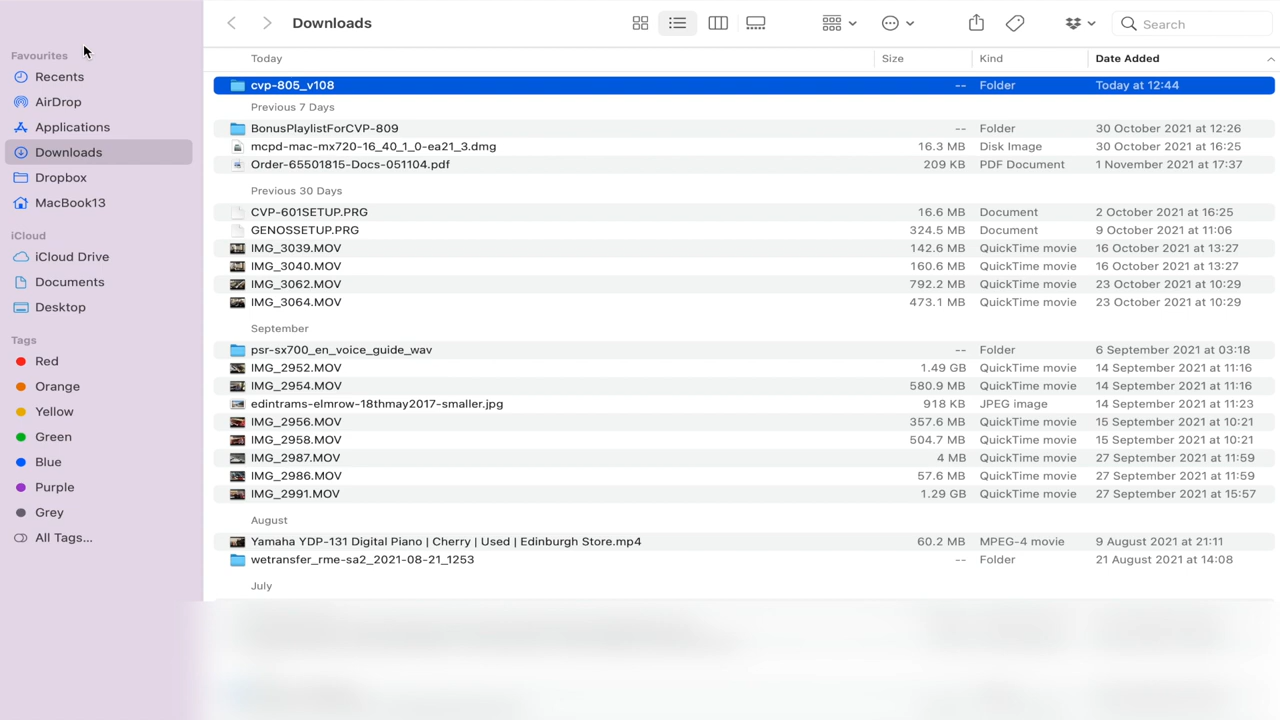 Downloads
Search
Favourites
Recents
AirDrop
Applications
Downloads
Dropbox
MacBook13
iCloud
iCloud Drive
Documents
Desktop
Tags
Red
Orange
Yellow
Green
Blue
Purple
Grey
All Tags...
Today Size Kind Date Added
cvp-805_v108 -- Folder Today at 12:44
Previous 7 Days
BonusPlaylistForCVP-809 -- Folder 30 October 2021 at 12:26
mcpd-mac-mx720-16_40_1_0-ea21_3.dmg 16.3 MB Disk Image 30 October 2021 at 16:25
Order-65501815-Docs-051104.pdf 209 KB PDF Document 1 November 2021 at 17:37
Previous 30 Days
CVP-601SETUP.PRG 16.6 MB Document 2 October 2021 at 16:25
GENOSSETUP.PRG 324.5 MB Document 9 October 2021 at 11:06
IMG_3039.MOV 142.6 MB QuickTime movie 16 October 2021 at 13:27
IMG_3040.MOV 160.6 MB QuickTime movie 16 October 2021 at 13:27
IMG_3062.MOV 792.2 MB QuickTime movie 23 October 2021 at 10:29
IMG_3064.MOV 473.1 MB QuickTime movie 23 October 2021 at 10:29
September
psr-sx700_en_voice_guide_wav -- Folder 6 September 2021 at 03:18
IMG_2952.MOV 1.49 GB QuickTime movie 14 September 2021 at 11:16
IMG_2954.MOV 580.9 MB QuickTime movie 14 September 2021 at 11:16
edintrams-elmrow-18thmay2017-smaller.jpg 918 KB JPEG image 14 September 2021 at 11:23
IMG_2956.MOV 357.6 MB QuickTime movie 15 September 2021 at 10:21
IMG_2958.MOV 504.7 MB QuickTime movie 15 September 2021 at 10:21
IMG_2987.MOV 4 MB QuickTime movie 27 September 2021 at 11:59
IMG_2986.MOV 57.6 MB QuickTime movie 27 September 2021 at 11:59
IMG_2991.MOV 1.29 GB QuickTime movie 27 September 2021 at 15:57
August
Yamaha YDP-131 Digital Piano | Cherry | Used | Edinburgh Store.mp4 60.2 MB MPEG-4 movie 9 August 2021 at 21:11
wetransfer_rme-sa2_2021-08-21_1253 -- Folder 21 August 2021 at 14:08
July